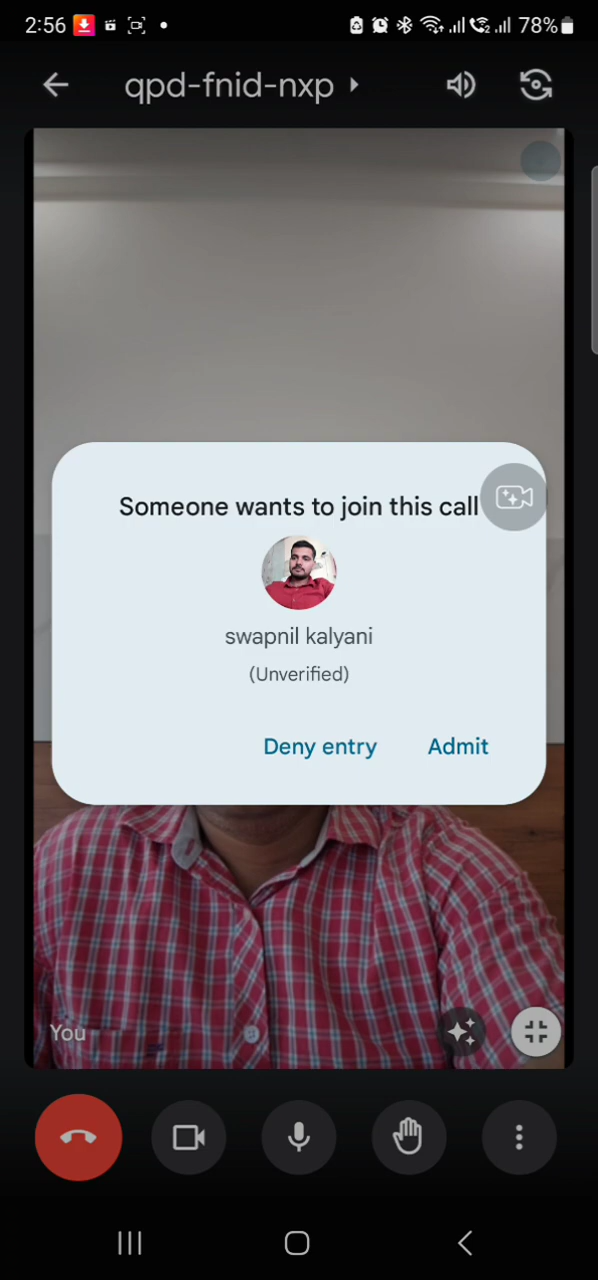 2:56
78%
qpd-fnid-nxp
Someone wants to join this call
swapnil kalyani
(Unverified)
Deny entry
Admit
You